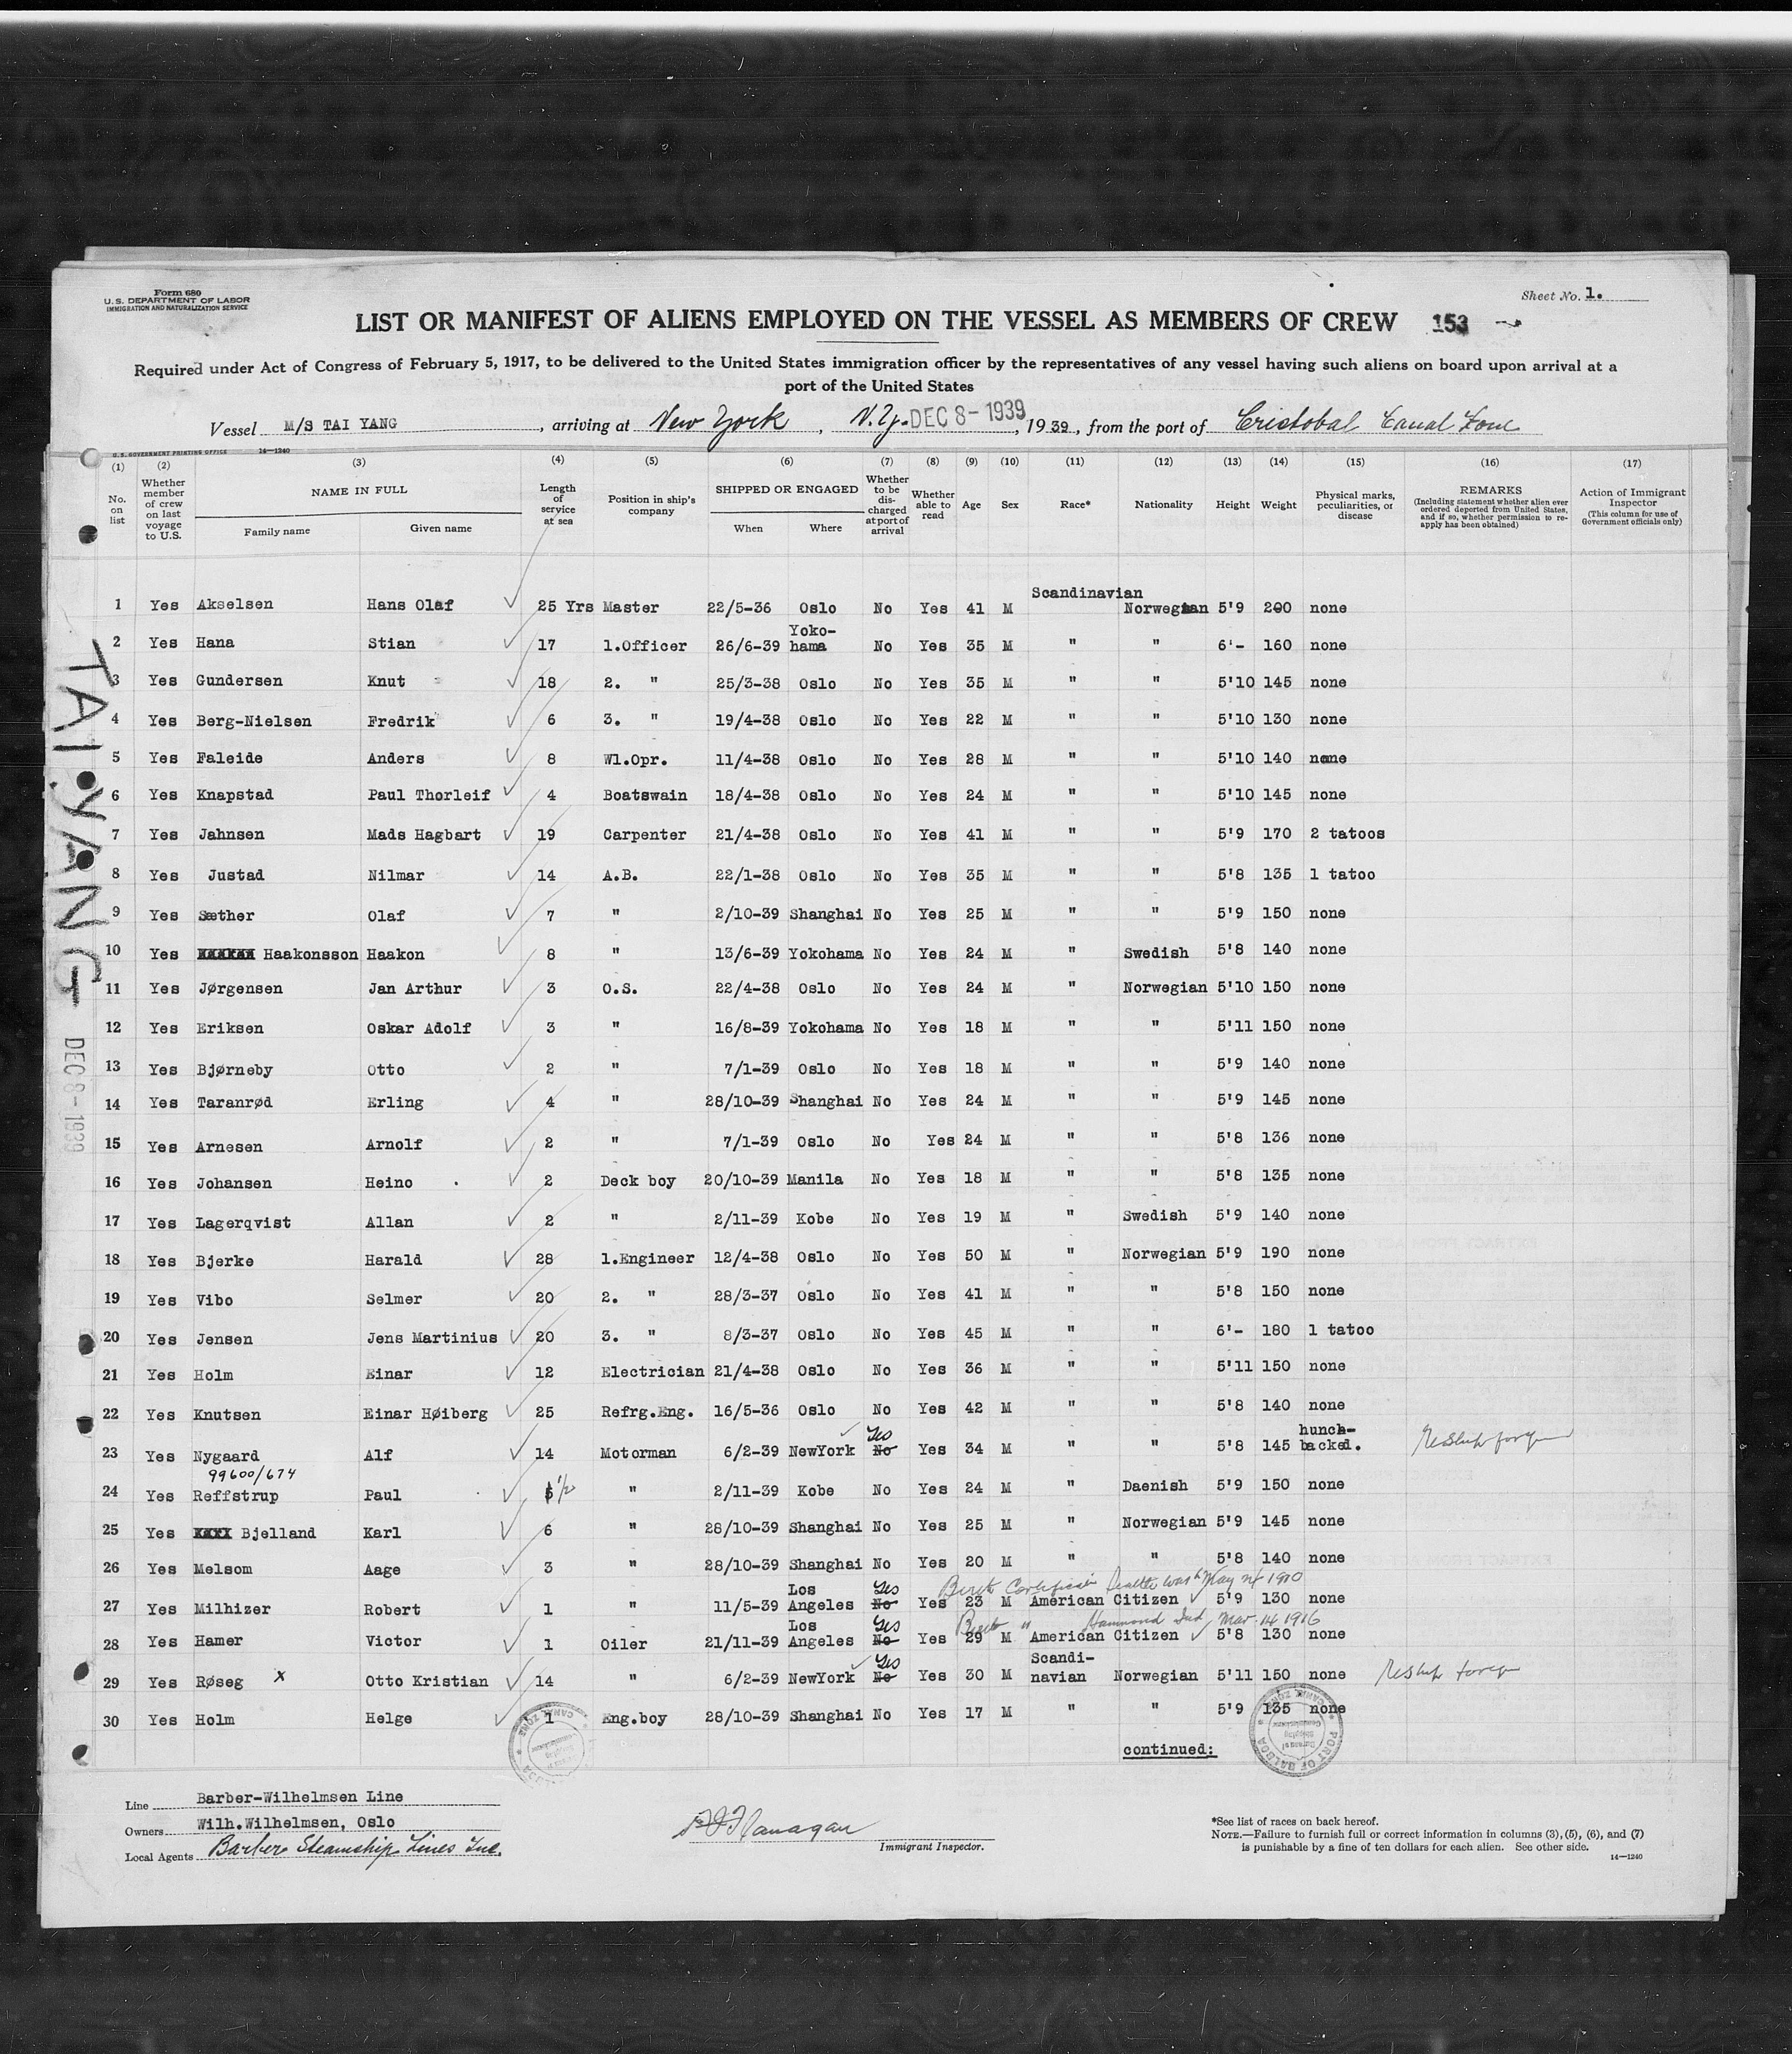 Form 680
U. S. DEPARTMENT OF LABOR
IMMIGRATION AND NATURALIZATION SERVICE
Sheet No. 1.
LIST OR MANIFEST OF ALIENS EMPLOYED ON THE VESSEL AS MEMBERS OF CREW 153
Required under Act of Congress of February 5, 1917, to be delivered to the United States immigration officer by the representatives of any vessel having such aliens on board upon arrival at a
port of the United States
Vessel M/S TAI YANG, arriving at New York, N.Y. DEC 8-1939, 1939, from the port of Cristobal Canal Zone
U. S. GOVERNMENT PRINTING OFFICE 14—1240
(1) (2) (3) (4) (5) (6) (7) (8) (9) (10) (11) (12) (13) (14) (15) (16) (17)
No. on list
Whether member of crew on last voyage to U.S.
NAME IN FULL
Family name Given name
Length of service at sea
Position in ship's company
SHIPPED OR ENGAGED
When Where
Whether to be discharged at port of arrival
Whether able to read
Age
Sex
Race*
Nationality
Height
Weight
Physical marks, peculiarities, or disease
REMARKS
(Including statement whether alien ever ordered deported from United States, and if so, whether permission to reapply has been obtained)
Action of Immigrant Inspector
(This column for use of Government officials only)
1 Yes Akselsen Hans Olaf 25 Yrs Master 22/5-36 Oslo No Yes 41 M Scandinavian Norwegian 5'9 200 none
2 Yes Hana Stian 17 1.Officer 26/6-39 Yoko-hama No Yes 35 M " " 6'- 160 none
3 Yes Gundersen Knut 18 2. " 25/3-38 Oslo No Yes 35 M " " 5'10 145 none
4 Yes Berg-Nielsen Fredrik 6 3. " 19/4-38 Oslo No Yes 22 M " " 5'10 130 none
5 Yes Faleide Anders 8 Wl.Opr. 11/4-38 Oslo No Yes 28 M " " 5'10 140 none
6 Yes Knapstad Paul Thorleif 4 Boatswain 18/4-38 Oslo No Yes 24 M " " 5'10 145 none
7 Yes Jahnsen Mads Hagbart 19 Carpenter 21/4-38 Oslo No Yes 41 M " " 5'9 170 2 tatoos
8 Yes Justad Nilmar 14 A.B. 22/1-38 Oslo No Yes 35 M " " 5'8 135 1 tatoo
9 Yes Sæther Olaf 7 " 2/10-39 Shanghai No Yes 25 M " " 5'9 150 none
10 Yes Haakonsson Haakon 8 " 13/6-39 Yokohama No Yes 24 M " Swedish 5'8 140 none
11 Yes Jørgensen Jan Arthur 3 O.S. 22/4-38 Oslo No Yes 24 M " Norwegian 5'10 150 none
12 Yes Eriksen Oskar Adolf 3 " 16/8-39 Yokohama No Yes 18 M " " 5'11 150 none
13 Yes Bjørneby Otto 2 " 7/1-39 Oslo No Yes 18 M " " 5'9 140 none
14 Yes Taranrød Erling 4 " 28/10-39 Shanghai No Yes 24 M " " 5'9 145 none
15 Yes Arnesen Arnolf 2 " 7/1-39 Oslo No Yes 24 M " " 5'8 136 none
16 Yes Johansen Heino 2 Deck boy 20/10-39 Manila No Yes 18 M " " 5'8 135 none
17 Yes Lagerqvist Allan 2 " 2/11-39 Kobe No Yes 19 M " Swedish 5'9 140 none
18 Yes Bjerke Harald 28 1.Engineer 12/4-38 Oslo No Yes 50 M " Norwegian 5'9 190 none
19 Yes Vibo Selmer 20 2. " 28/3-37 Oslo No Yes 41 M " " 5'8 150 none
20 Yes Jensen Jens Martinius 20 3. " 8/3-37 Oslo No Yes 45 M " " 6'- 180 1 tatoo
21 Yes Holm Einar 12 Electrician 21/4-38 Oslo No Yes 36 M " " 5'11 150 none
22 Yes Knutsen Einar Høiberg 25 Refrg.Eng. 16/5-36 Oslo No Yes 42 M " " 5'8 140 none
23 Yes Nygaard Alf 14 Motorman 6/2-39 NewYork No Yes Yes 34 M " " 5'8 145 hunch-backed. Reship foreign
99600/674
24 Yes Reffstrup Paul 1/2 " 2/11-39 Kobe No Yes 24 M " Daenish 5'9 150 none
25 Yes Bjelland Karl 6 " 28/10-39 Shanghai No Yes 25 M " Norwegian 5'9 145 none
26 Yes Melsom Aage 3 " 28/10-39 Shanghai No Yes 20 M " " 5'8 140 none
Birth Certificate Seattle Wash May 24 1910
27 Yes Milhizer Robert 1 " 11/5-39 Los Angeles No Yes Yes 23 M American Citizen 5'9 130 none
Birth " Hammond Ind Mar. 14 1916
28 Yes Hamer Victor 1 Oiler 21/11-39 Los Angeles No Yes Yes 29 M American Citizen 5'8 130 none
29 Yes Røseg x Otto Kristian 14 " 6/2-39 NewYork No Yes Yes 30 M Scandi-navian Norwegian 5'11 150 none Reship foreign
30 Yes Holm Helge 1 Eng.boy 28/10-39 Shanghai No Yes 17 M " " 5'9 135 none
continued:
PORT OF BALBOA CANAL ZONE
TAI YANG
DEC 8-1939
Line Barber-Wilhelmsen Line
Owners Wilh.Wilhelmsen, Oslo
Local Agents Barber Steamship Lines Inc.
Flanagan
Immigrant Inspector.
*See list of races on back hereof.
NOTE.—Failure to furnish full or correct information in columns (3), (5), (6), and (7)
is punishable by a fine of ten dollars for each alien. See other side.
14—1240